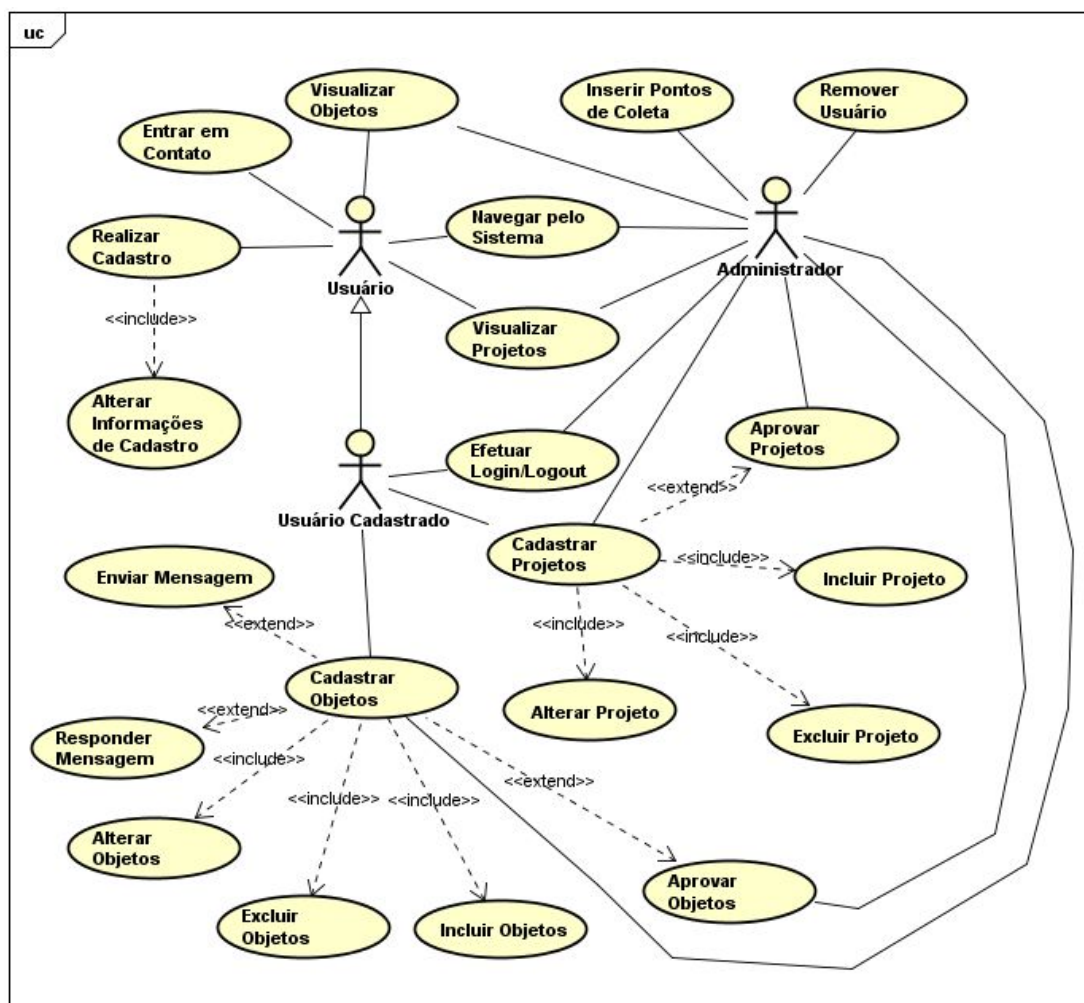 uc
Visualizar
Objetos
Inserir Pontos
de Coleta
Remover
Usuário
Entrar em
Contato
Realizar
Cadastro
Navegar pelo
Sistema
Usuário
Administrador
<<include>>
Visualizar
Projetos
Alterar
Informações
de Cadastro
Efetuar
Login/Logout
Aprovar
Projetos
<<extend>>
Usuário Cadastrado
Cadastrar
Projetos
<<include>>
Incluir Projeto
Enviar Mensagem
<<extend>>
<<include>>
<<include>>
Cadastrar
Objetos
Alterar Projeto
Excluir Projeto
<<extend>>
Responder
Mensagem
<<include>>
<<extend>>
<<include>>
<<include>>
Alterar
Objetos
Aprovar
Objetos
Excluir
Objetos
Incluir Objetos